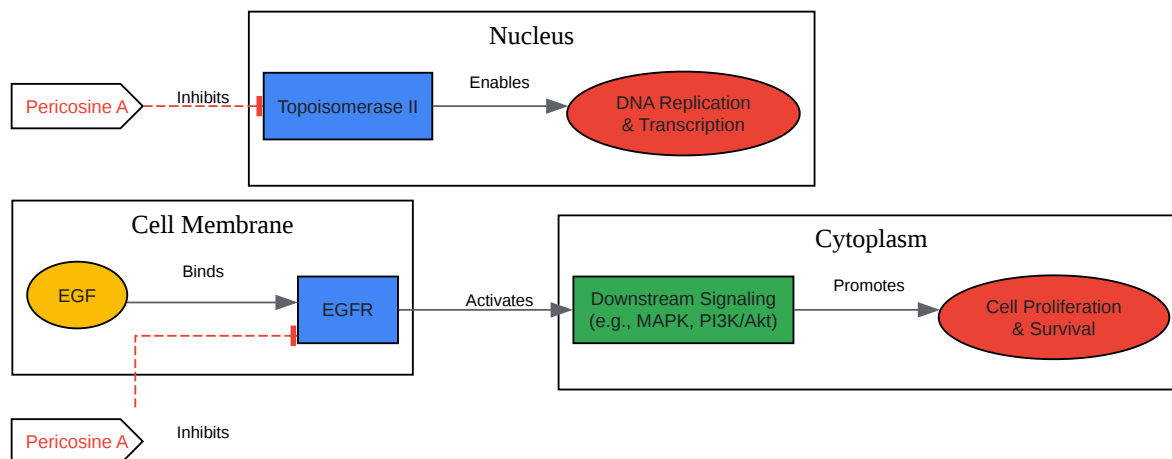 Nucleus
Pericosine A
Inhibits
Topoisomerase II
Enables
DNA Replication
& Transcription
Cell Membrane
EGF
Binds
EGFR
Activates
Cytoplasm
Downstream Signaling
(e.g., MAPK, PI3K/Akt)
Promotes
Cell Proliferation
& Survival
Pericosine A
Inhibits